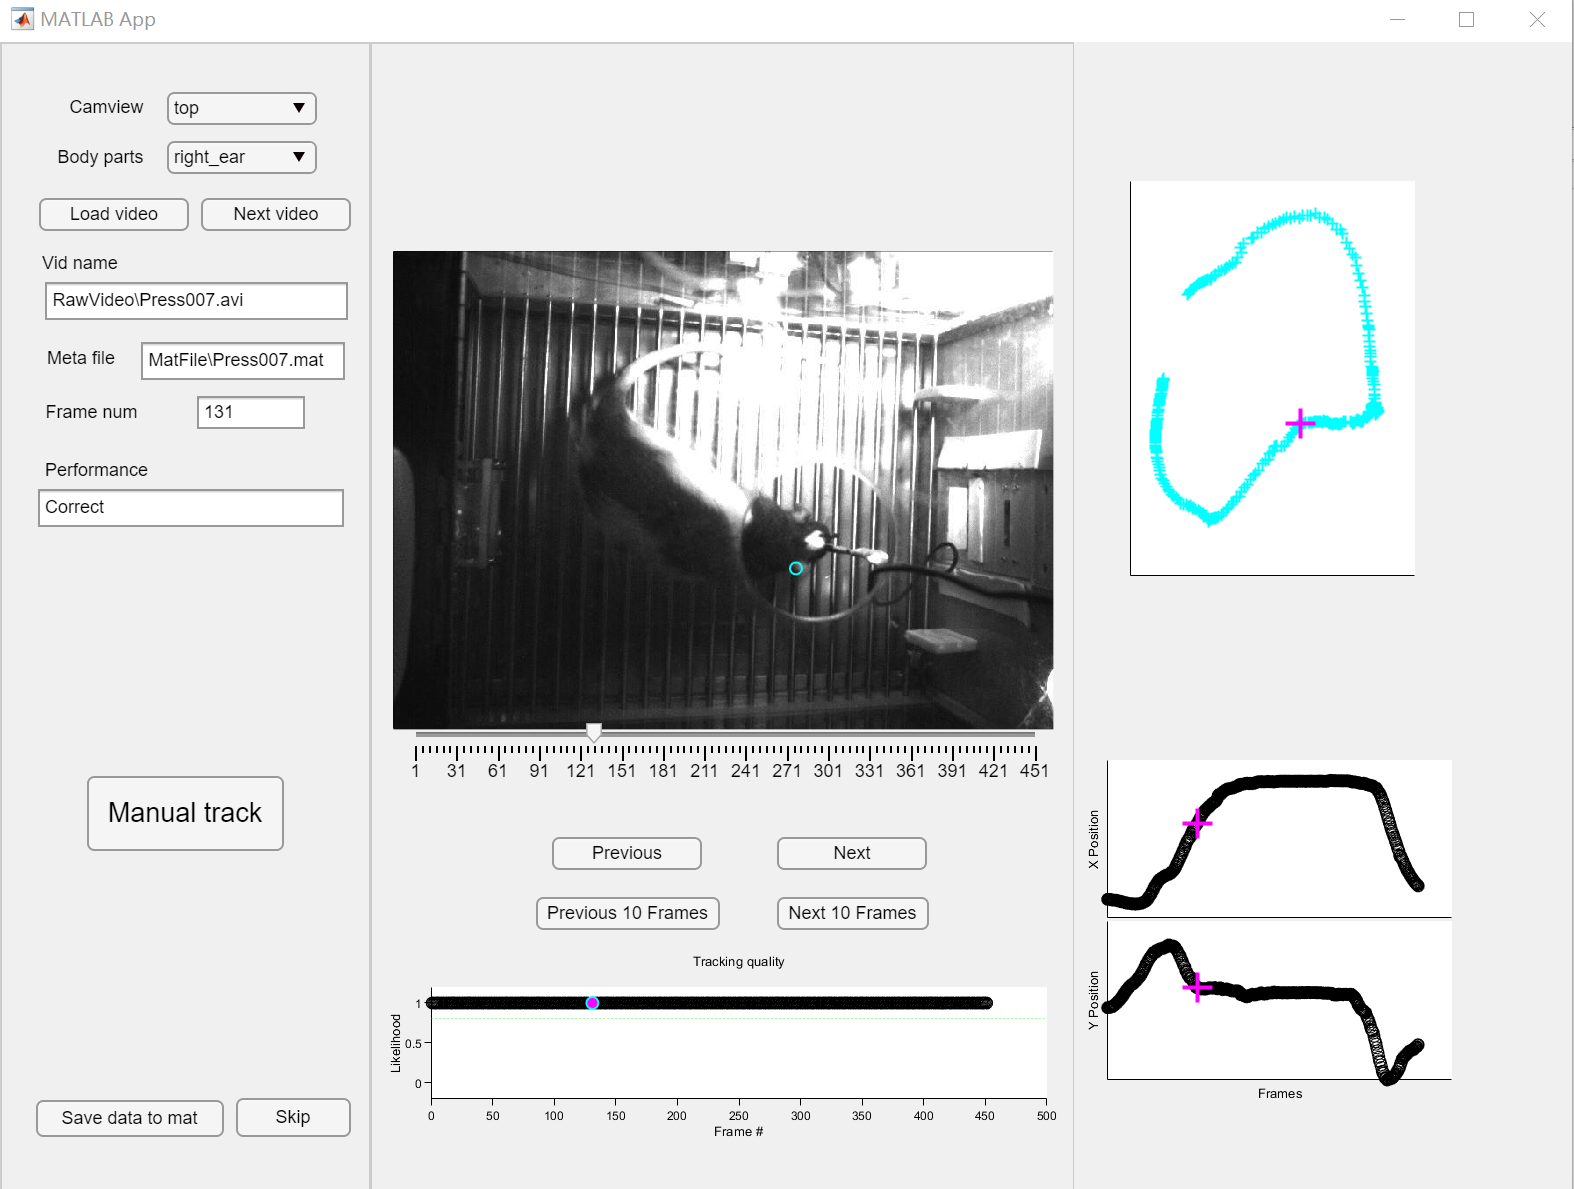 MATLAB App
Camview
top
Body parts
right_ear
Load video
Next video
Vid name
RawVideo\Press007.avi
Meta file
MatFile\Press007.mat
Frame num
131
Performance
Correct
Manual track
Save data to mat
Skip
1 31 61 91 121 151 181 211 241 271 301 331 361 391 421 451
Previous
Next
Previous 10 Frames
Next 10 Frames
Tracking quality
Likelihood
1
0.5
0
0 50 100 150 200 250 300 350 400 450 500
Frame #
X Position
Y Position
Frames